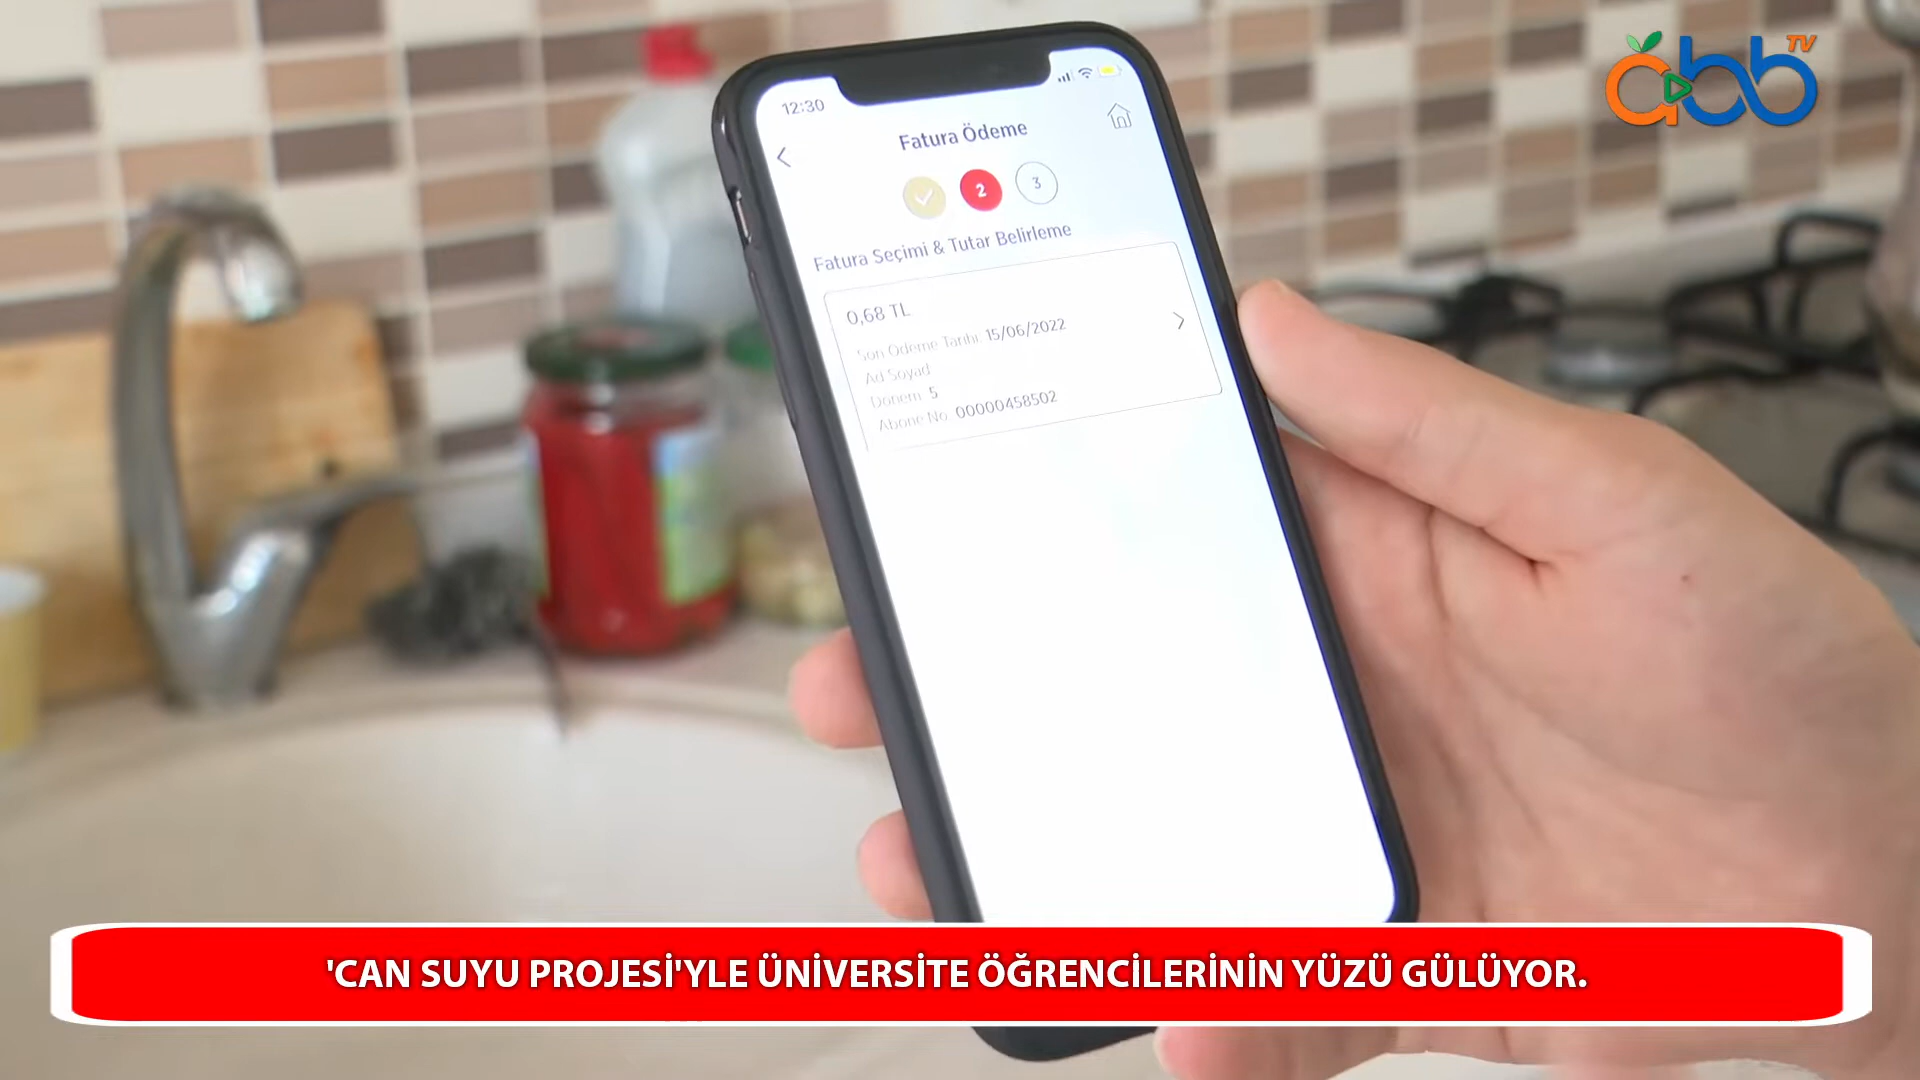 abb TV
12:30
Fatura Ödeme
2
3
Fatura Seçimi & Tutar Belirleme
0,68 TL
Son Ödeme Tarihi: 15/06/2022
Ad Soyad
Dönem 5
Abone No 00000458502
'CAN SUYU PROJESİ'YLE ÜNİVERSİTE ÖĞRENCİLERİNİN YÜZÜ GÜLÜYOR.